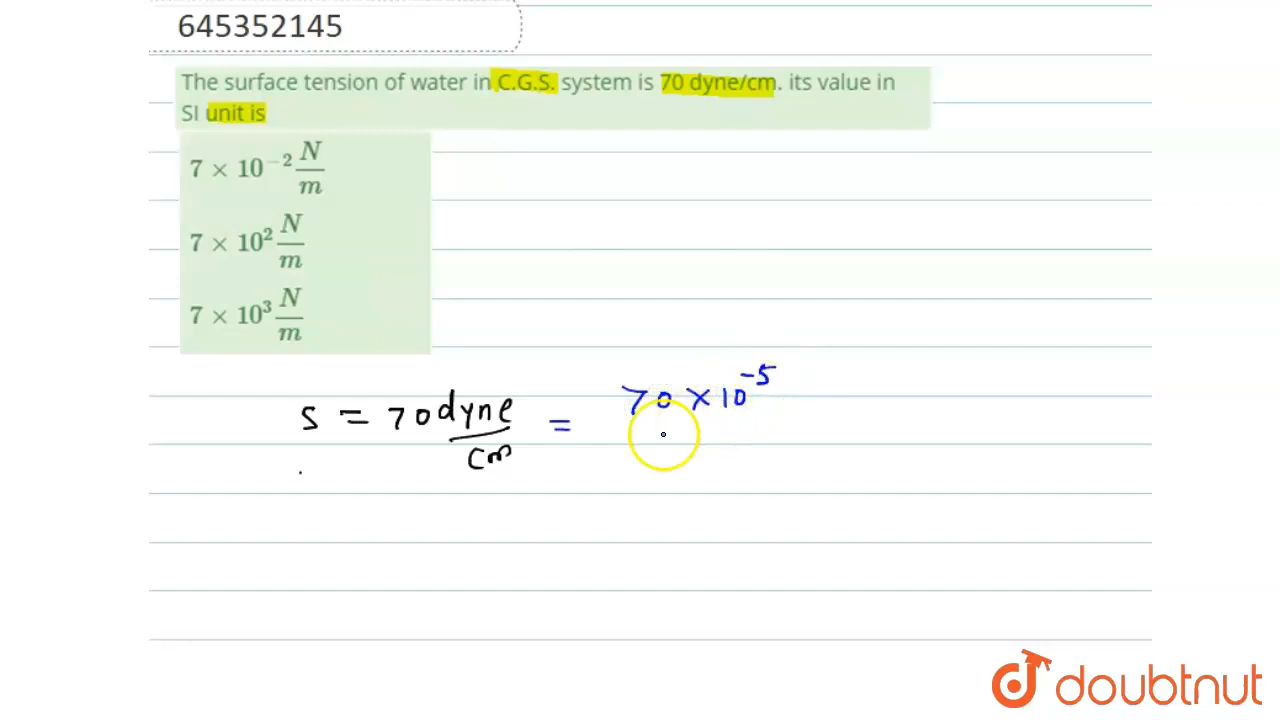 645352145
The surface tension of water in C.G.S. system is 70 dyne/cm. its value in
SI unit is
7 × 10⁻² N/m
7 × 10² N/m
7 × 10³ N/m
S = 70 dyne/cm = 70 × 10⁻⁵
doubtnut